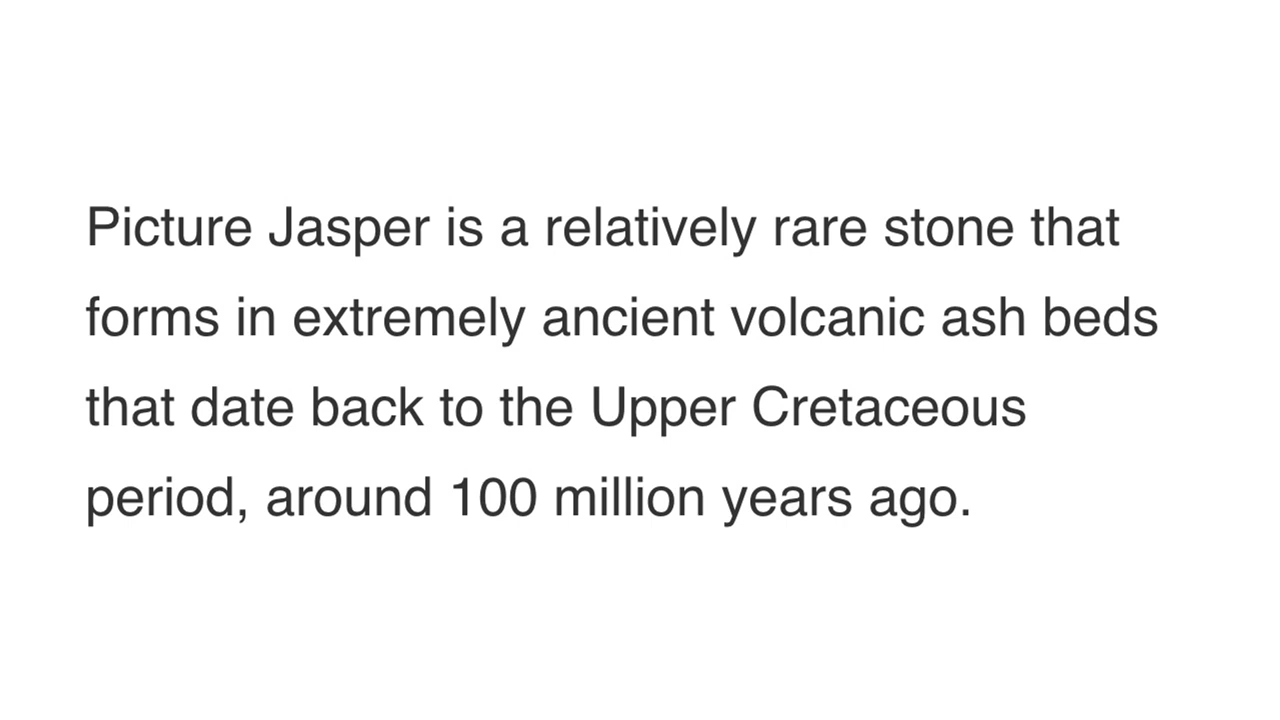 Picture Jasper is a relatively rare stone that
forms in extremely ancient volcanic ash beds
that date back to the Upper Cretaceous
period, around 100 million years ago.